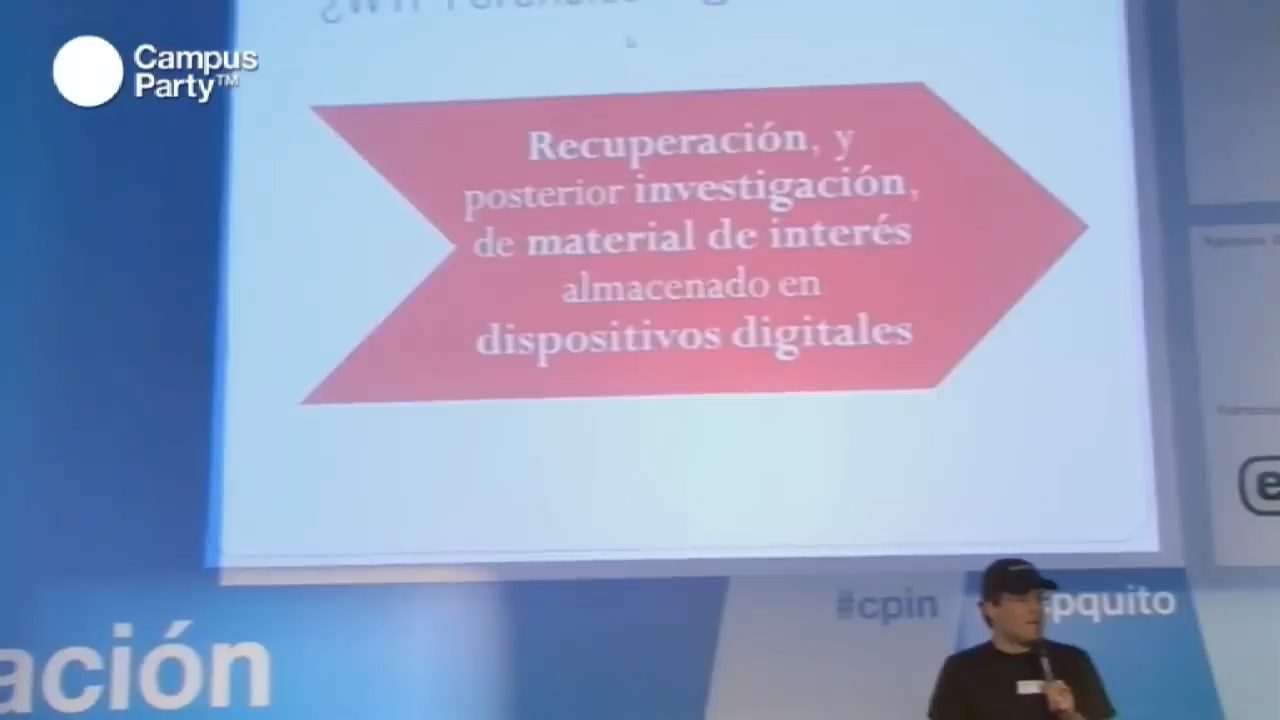 Campus
Party™
Recuperación, y
posterior investigación,
de material de interés
almacenado en
dispositivos digitales
e
#cpin
pquito
ación